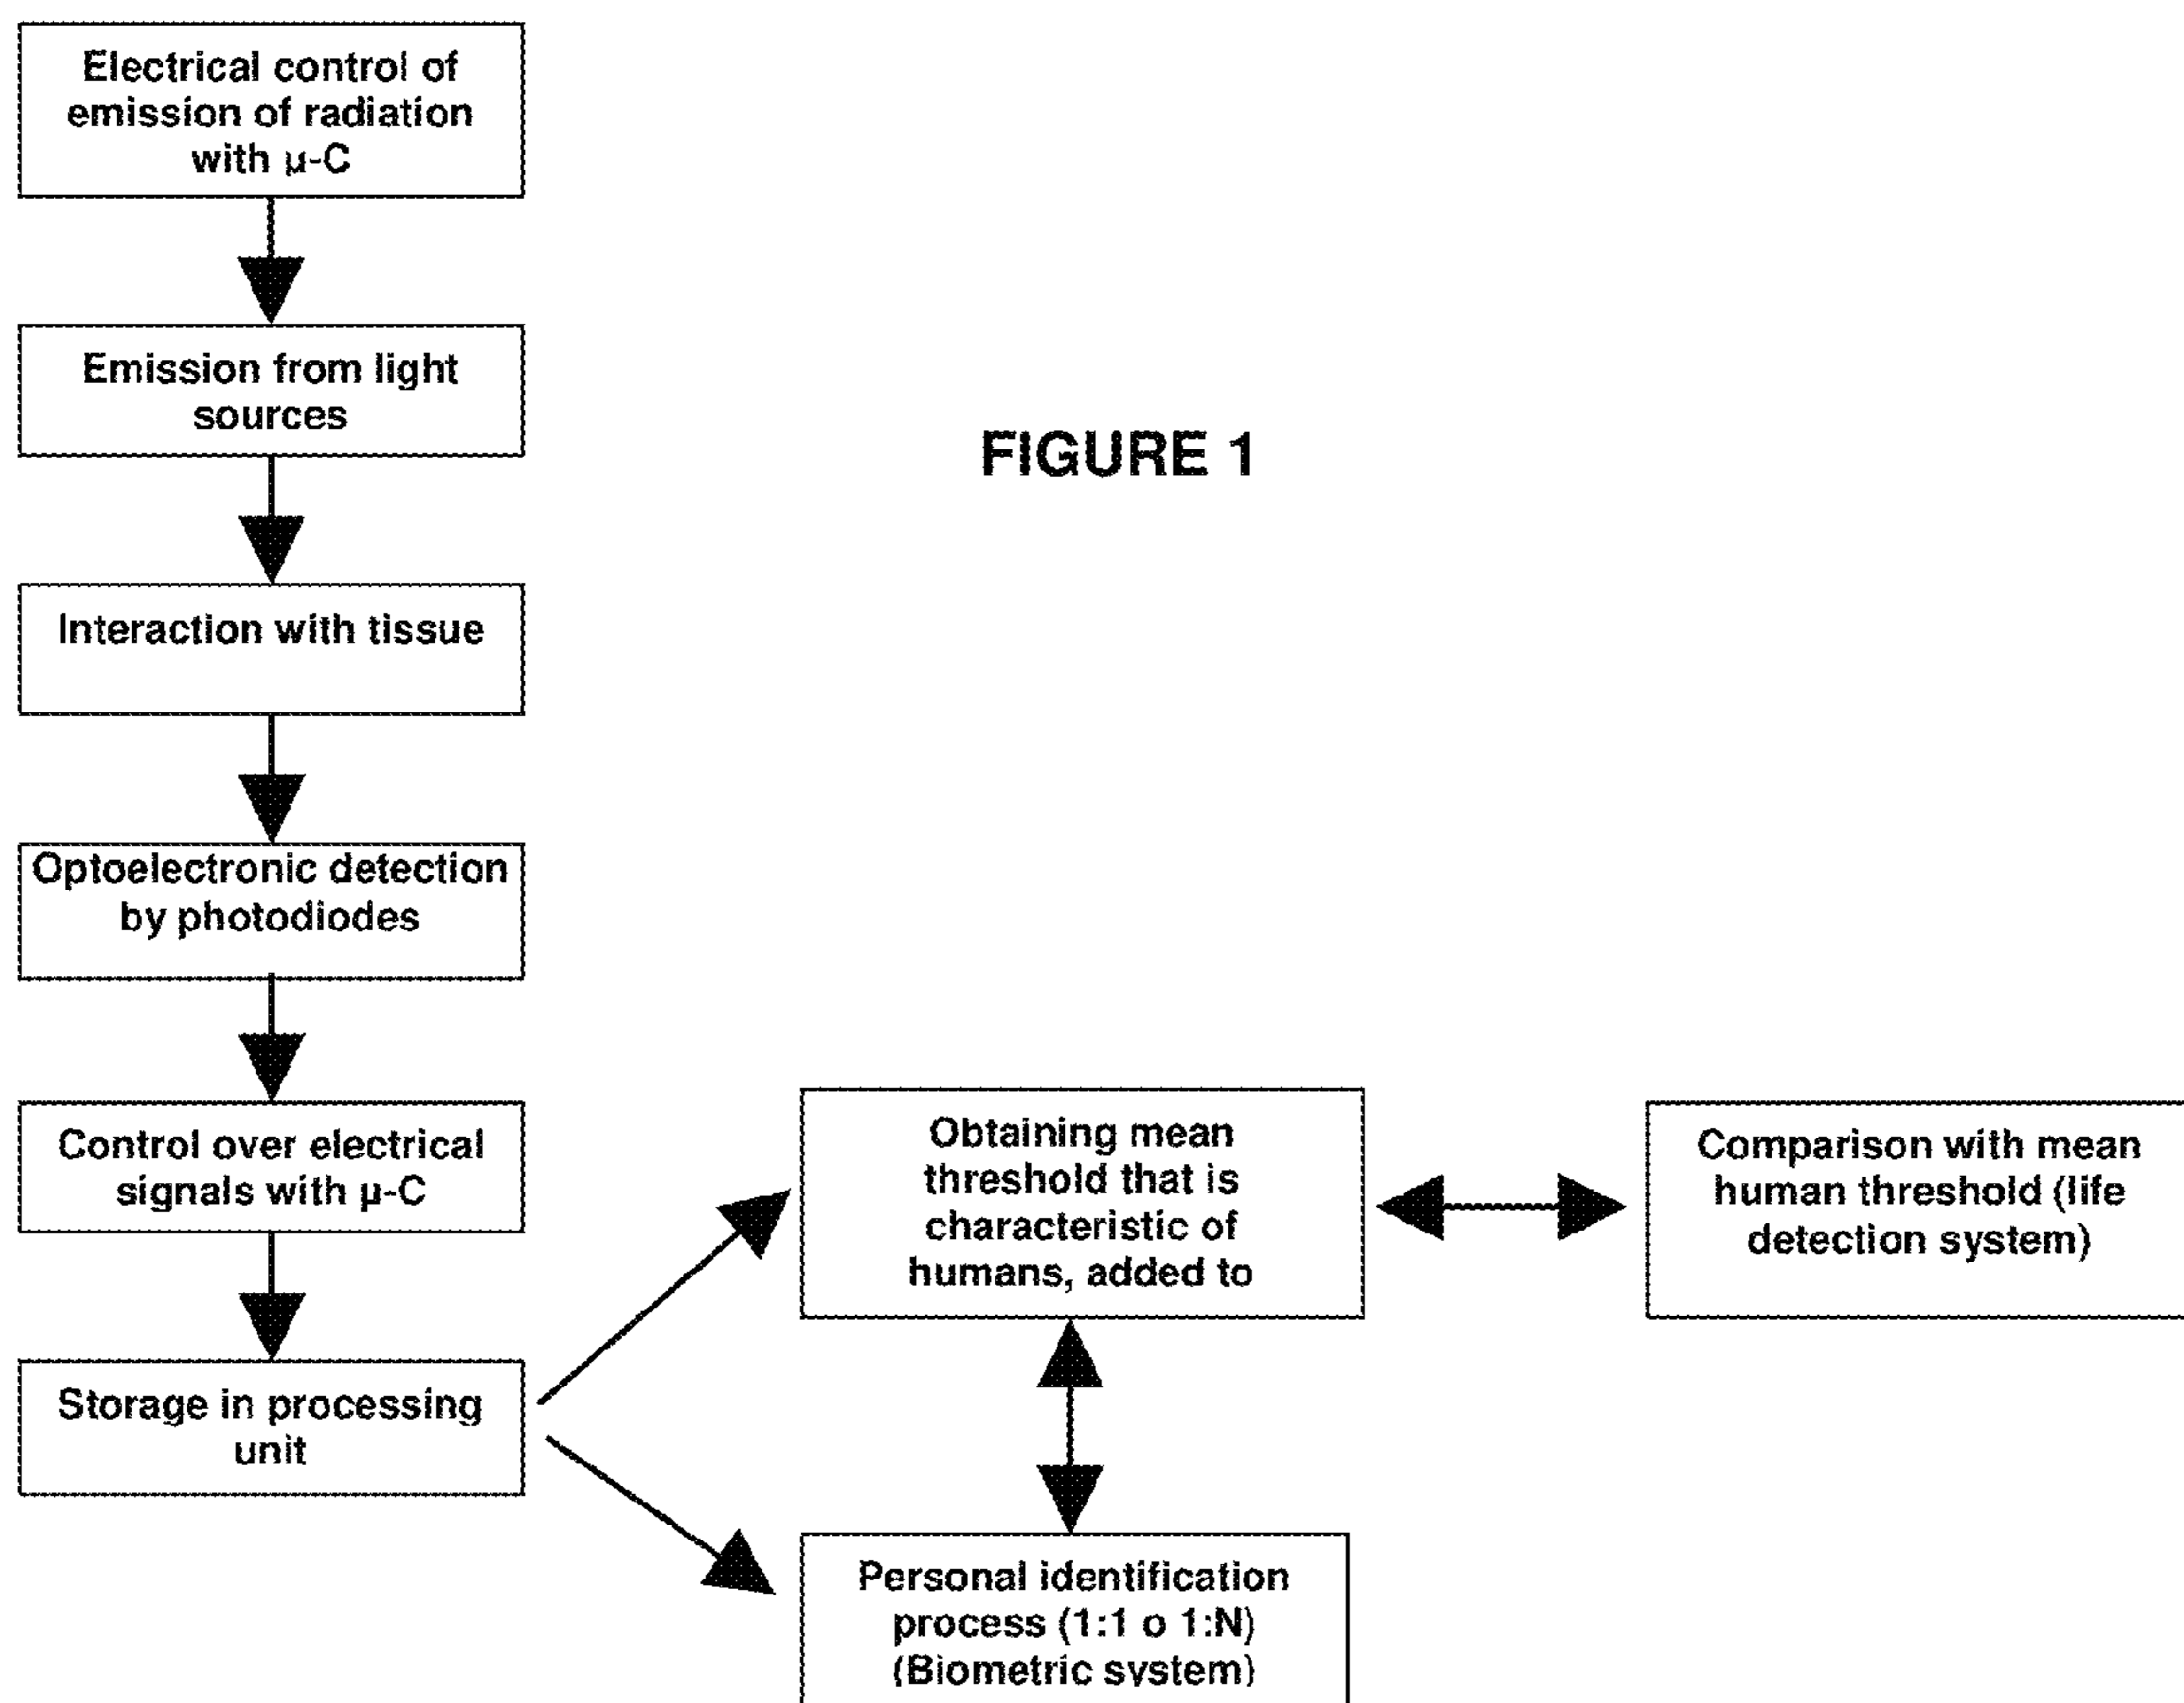 Electrical control of
emission of radiation
with µ-C
Emission from light
sources
FIGURE 1
Interaction with tissue
Optoelectronic detection
by photodiodes
Control over electrical
signals with µ-C
Storage in processing
unit
Obtaining mean
threshold that is
characteristic of
humans, added to
Comparison with mean
human threshold (life
detection system)
Personal identification
process (1:1 o 1:N)
(Biometric system)